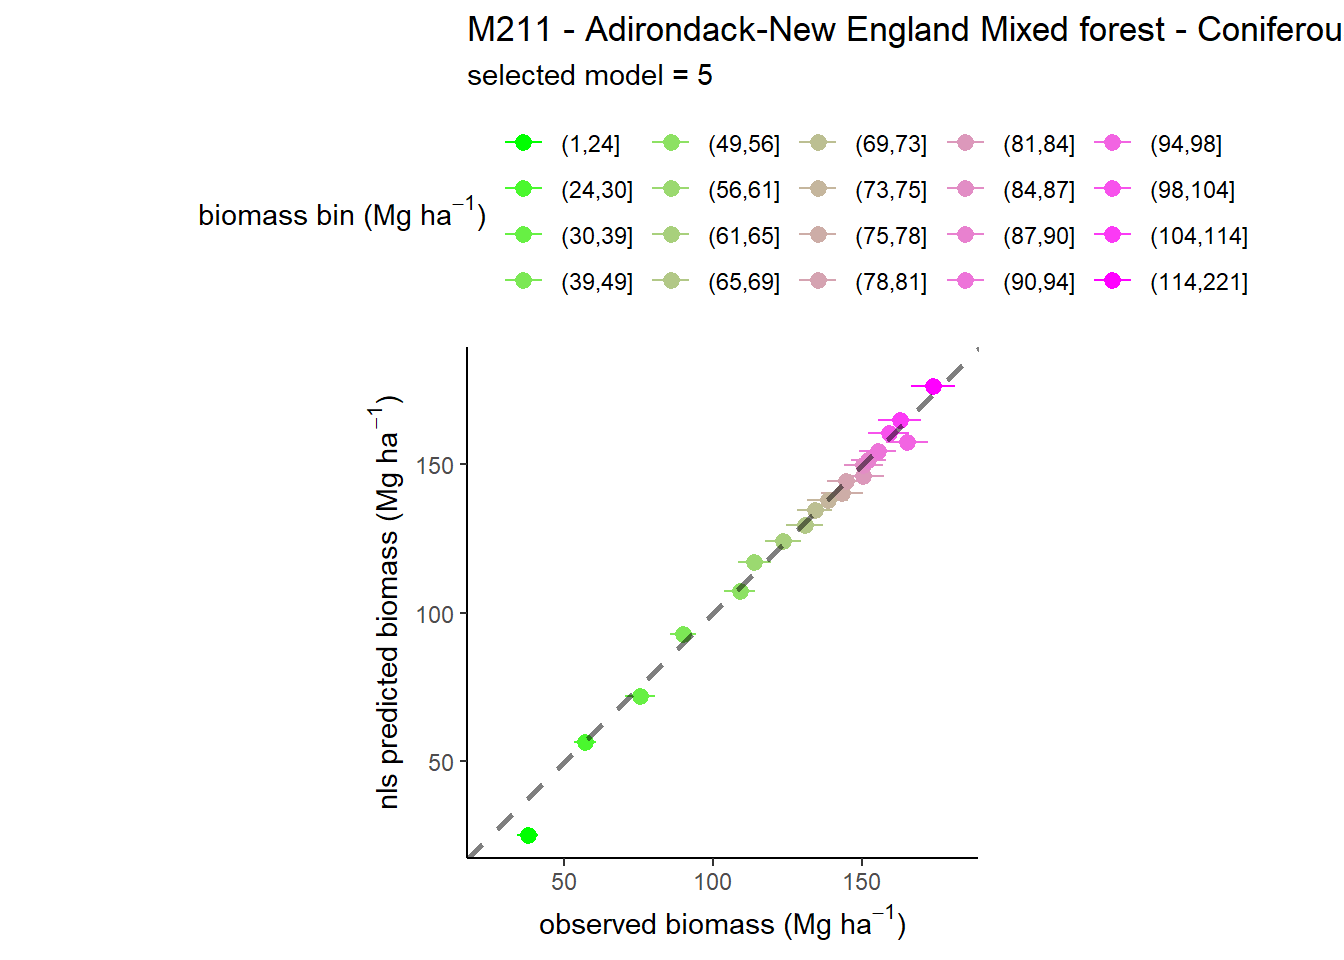 M211 - Adirondack-New England Mixed forest - Coniferou
selected model = 5
biomass bin (Mg ha⁻¹)
(1,24] (49,56] (69,73] (81,84] (94,98]
(24,30] (56,61] (73,75] (84,87] (98,104]
(30,39] (61,65] (75,78] (87,90] (104,114]
(39,49] (65,69] (78,81] (90,94] (114,221]
nls predicted biomass (Mg ha⁻¹)
150
100
50
50 100 150
observed biomass (Mg ha⁻¹)